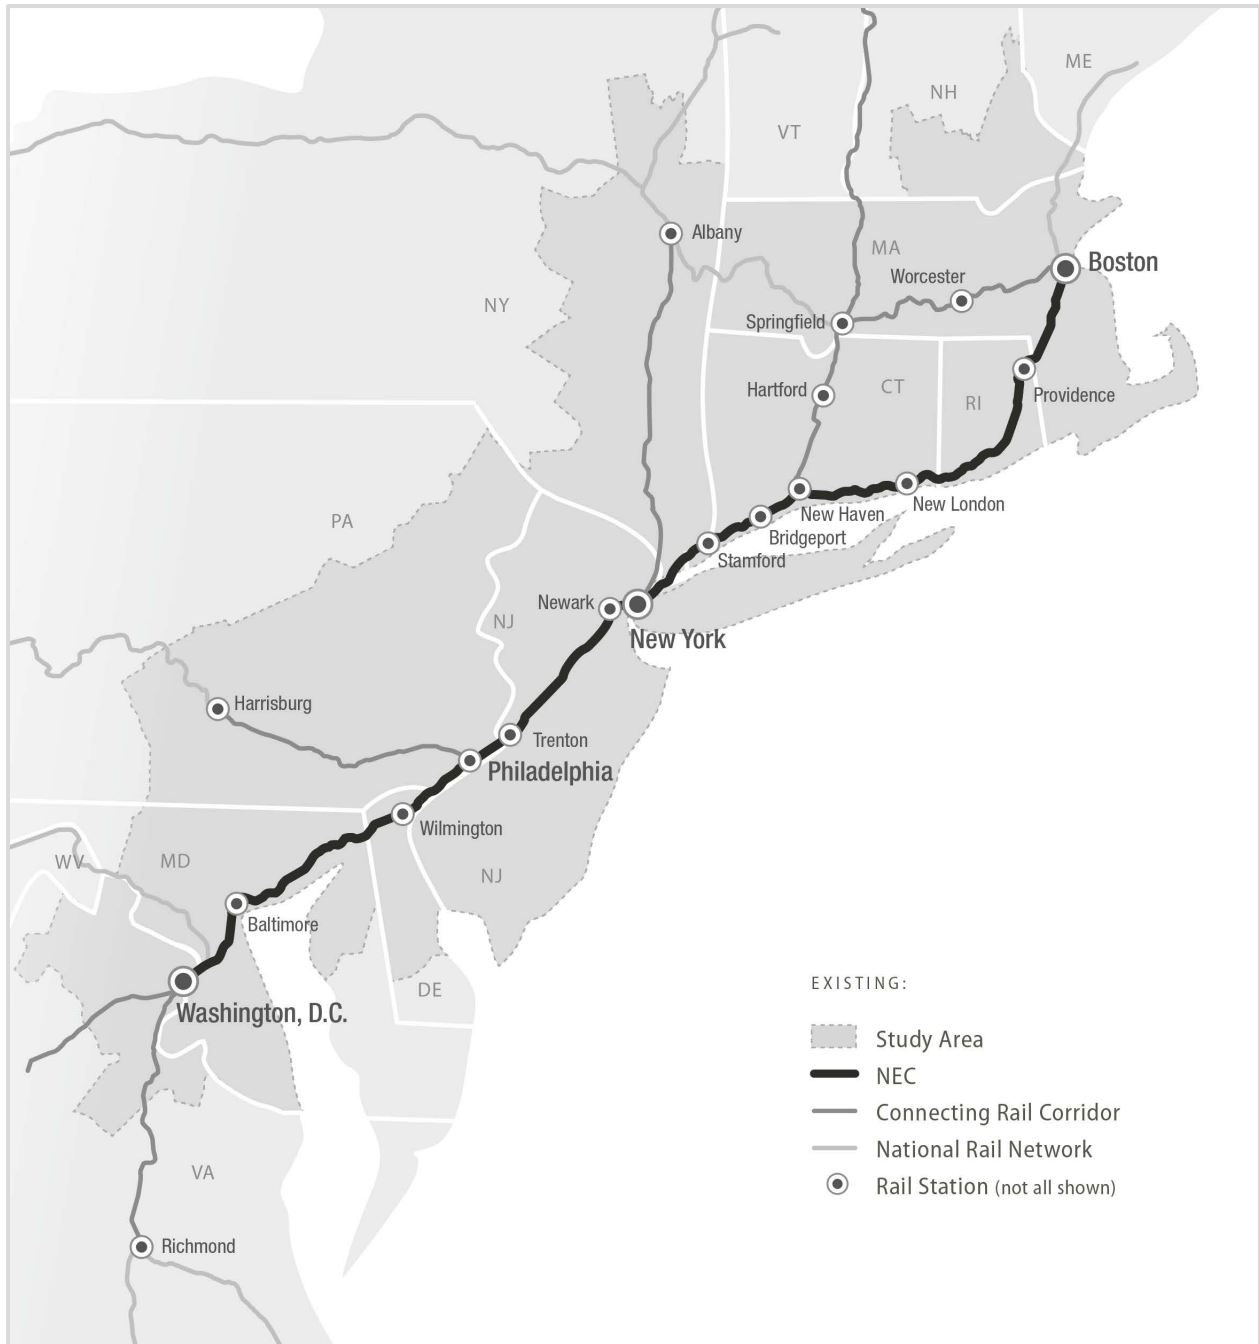 ME
NH
VT
Albany
MA
Boston
Worcester
NY
Springfield
CT
Hartford
RI
Providence
New London
New Haven
PA
Bridgeport
Stamford
Newark
NJ
New York
Harrisburg
Trenton
Philadelphia
Wilmington
WV
MD
NJ
Baltimore
DE
Washington, D.C.
VA
Richmond
EXISTING:
Study Area
NEC
Connecting Rail Corridor
National Rail Network
Rail Station (not all shown)